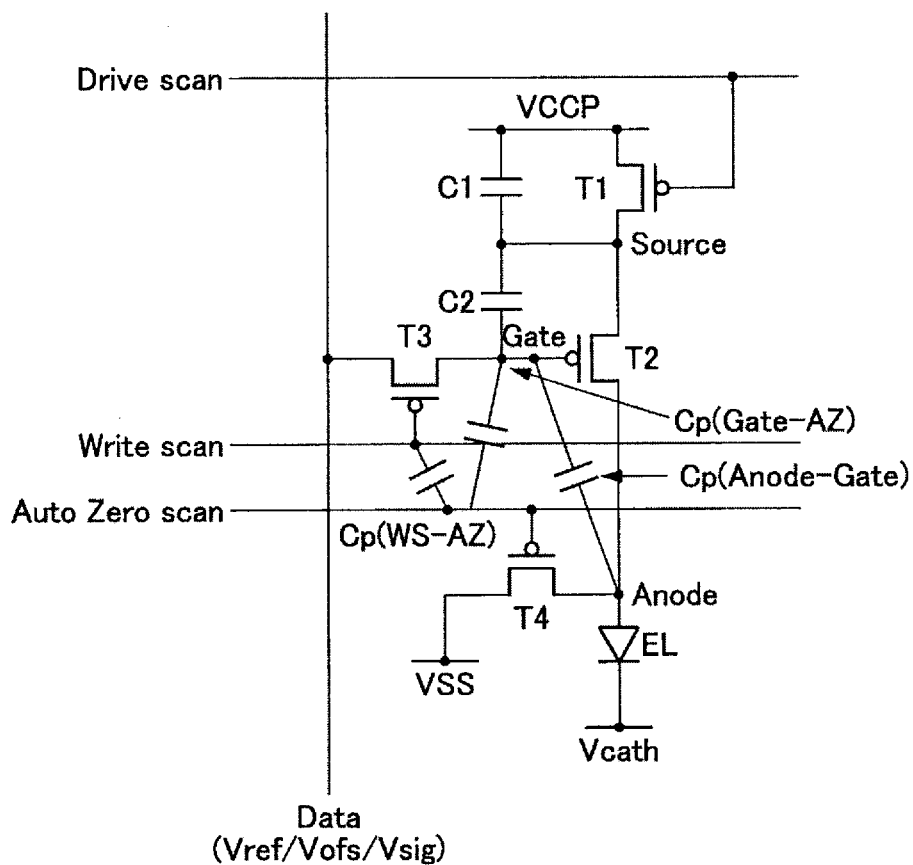 Drive scan
VCCP
C1
T1
Source
C2
T3
Gate
T2
Cp(Gate-AZ)
Write scan
Cp(Anode-Gate)
Auto Zero scan
Cp(WS-AZ)
Anode
T4
EL
VSS
Vcath
Data
(Vref/Vofs/Vsig)